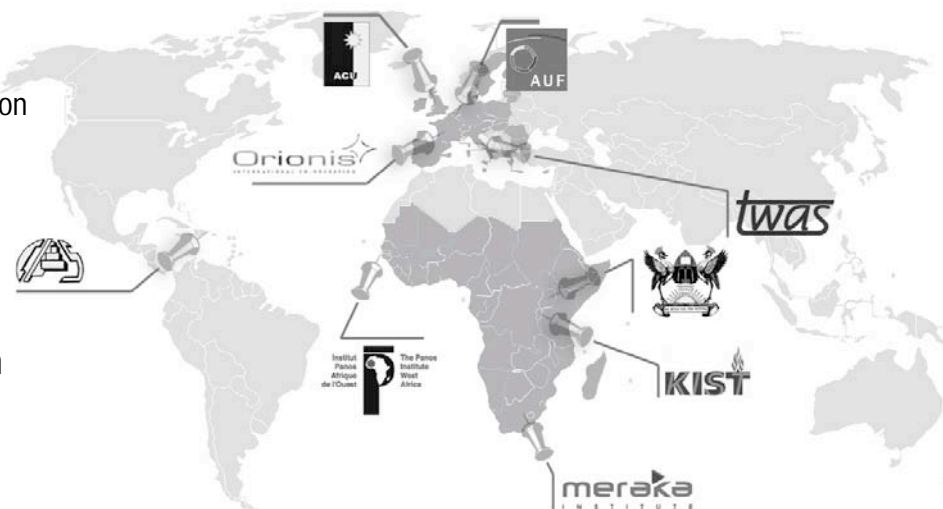 ACU
AUF
on
Orionis
INTERNATIONAL CO-OPERATION
twas
Institut
Panos
Afrique
de l'Ouest
The Panos
Institute
West
Africa
KIST
meraka
INSTITUTE